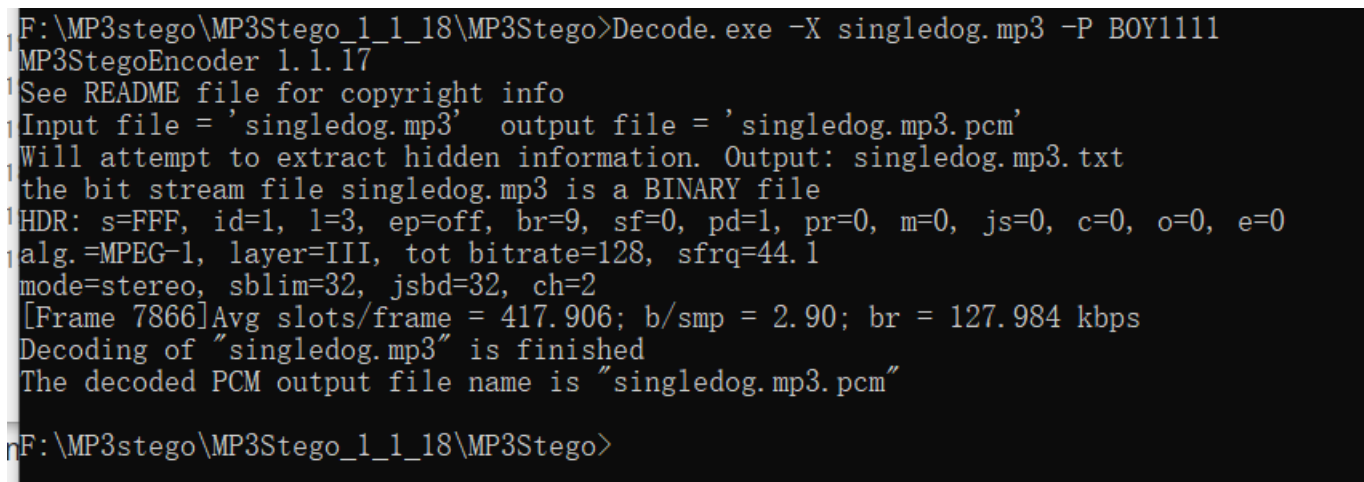 F:\MP3stego\MP3Stego_1_1_18\MP3Stego>Decode.exe -X singledog.mp3 -P BOY1111
MP3StegoEncoder 1.1.17
See README file for copyright info
Input file = 'singledog.mp3'  output file = 'singledog.mp3.pcm'
Will attempt to extract hidden information. Output: singledog.mp3.txt
the bit stream file singledog.mp3 is a BINARY file
HDR: s=FFF, id=1, l=3, ep=off, br=9, sf=0, pd=1, pr=0, m=0, js=0, c=0, o=0, e=0
alg.=MPEG-1, layer=III, tot bitrate=128, sfrq=44.1
mode=stereo, sblim=32, jsbd=32, ch=2
[Frame 7866]Avg slots/frame = 417.906; b/smp = 2.90; br = 127.984 kbps
Decoding of "singledog.mp3" is finished
The decoded PCM output file name is "singledog.mp3.pcm"
F:\MP3stego\MP3Stego_1_1_18\MP3Stego>